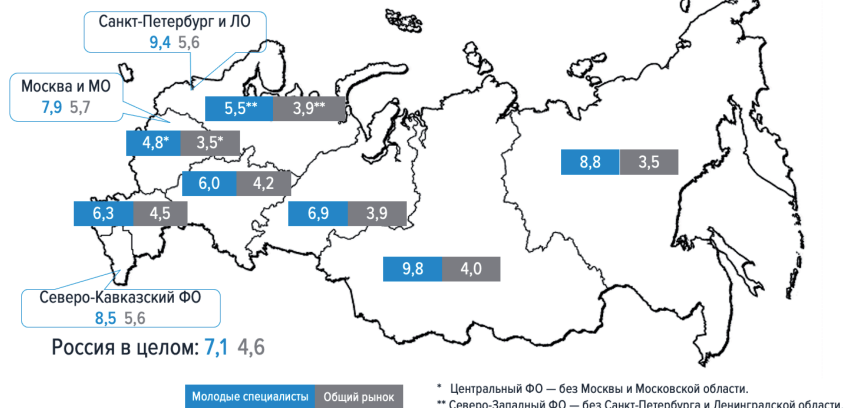 Санкт-Петербург и ЛО
9,4 5,6
Москва и МО
7,9 5,7
5,5** 3,9**
4,8* 3,5*
8,8 3,5
6,0 4,2
6,3 4,5
6,9 3,9
9,8 4,0
Северо-Кавказский ФО
8,5 5,6
Россия в целом: 7,1 4,6
Молодые специалисты Общий рынок
* Центральный ФО — без Москвы и Московской области.
** Северо-Западный ФО — без Санкт-Петербурга и Ленинградской области.